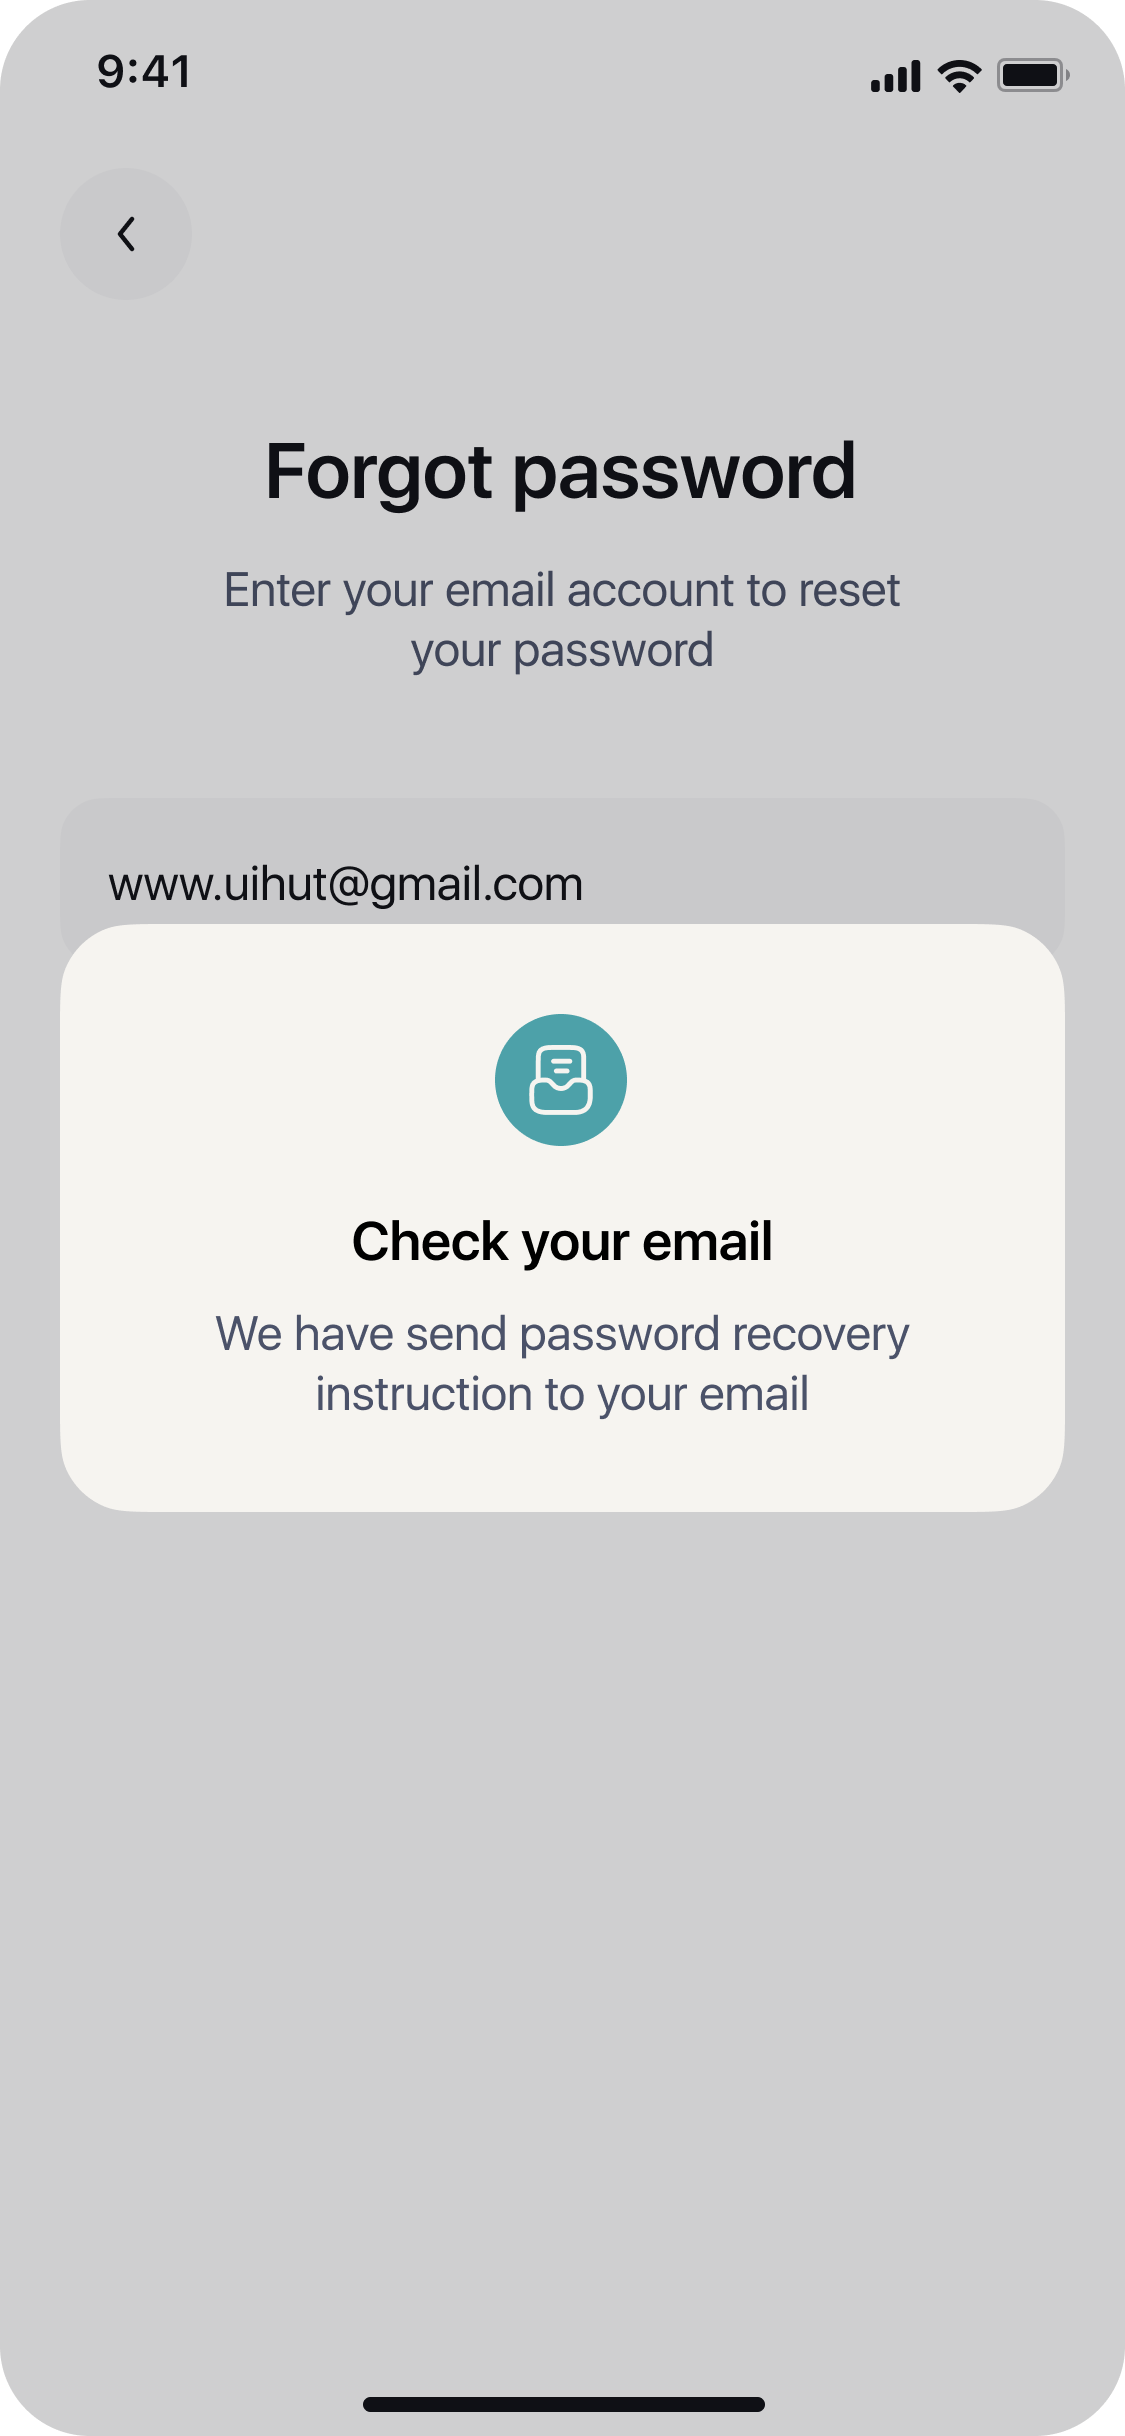 9:41
Forgot password
Enter your email account to reset
your password
www.uihut@gmail.com
Check your email
We have send password recovery
instruction to your email